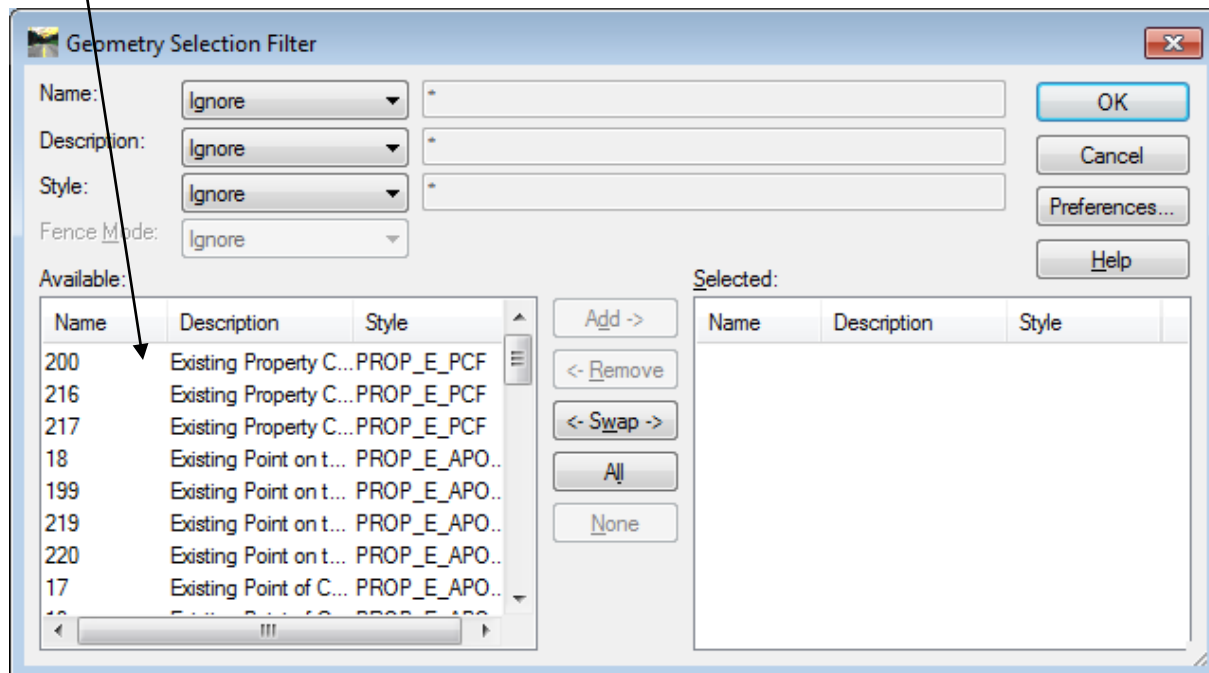 Geometry Selection Filter
Name: Ignore *
OK
Description: Ignore *
Cancel
Style: Ignore *
Preferences...
Fence Mode: Ignore
Help
Available:
Selected:
Name Description Style
200 Existing Property C... PROP_E_PCF
216 Existing Property C... PROP_E_PCF
217 Existing Property C... PROP_E_PCF
18 Existing Point on t... PROP_E_APO...
199 Existing Point on t... PROP_E_APO...
219 Existing Point on t... PROP_E_APO...
220 Existing Point on t... PROP_E_APO...
17 Existing Point of C... PROP_E_APO...
Add ->
<- Remove
<- Swap ->
All
None
Name Description Style